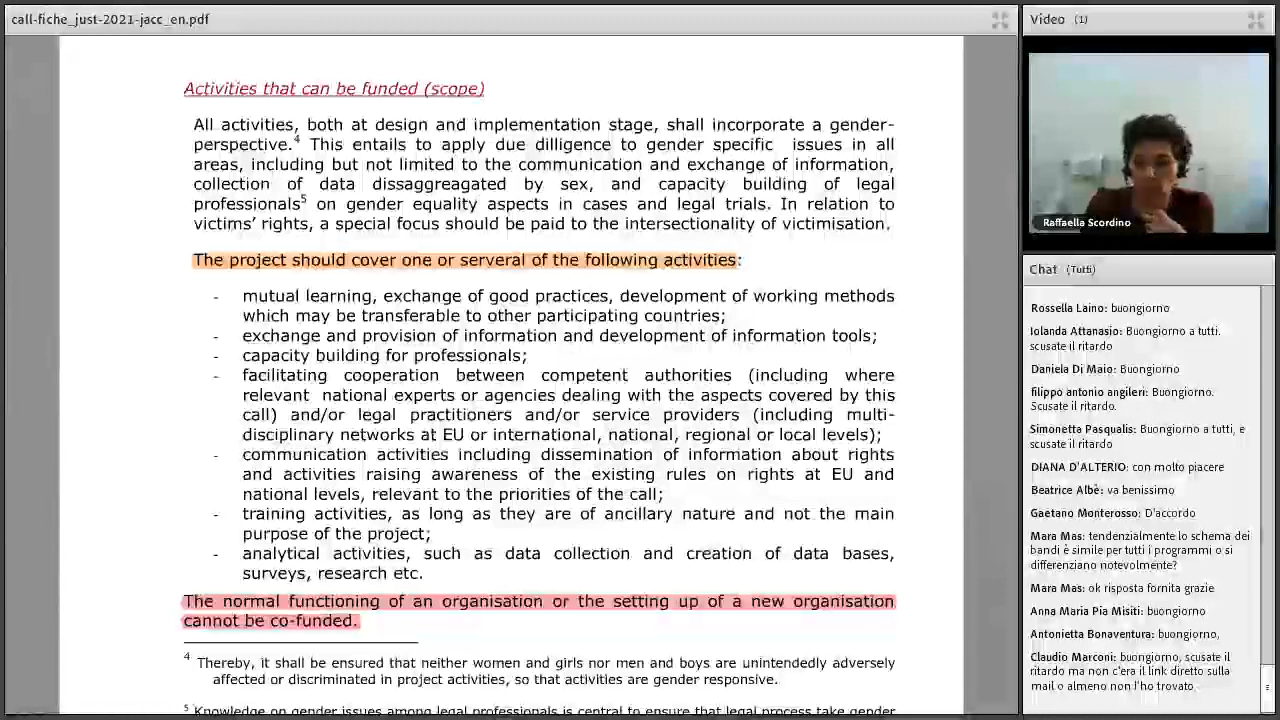 call-fiche_just-2021-jacc_en.pdf
Activities that can be funded (scope)
All activities, both at design and implementation stage, shall incorporate a gender-
perspective.4 This entails to apply due dilligence to gender specific issues in all
areas, including but not limited to the communication and exchange of information,
collection of data dissaggreagated by sex, and capacity building of legal
professionals5 on gender equality aspects in cases and legal trials. In relation to
victims’ rights, a special focus should be paid to the intersectionality of victimisation.
The project should cover one or serveral of the following activities:
- mutual learning, exchange of good practices, development of working methods
which may be transferable to other participating countries;
- exchange and provision of information and development of information tools;
- capacity building for professionals;
- facilitating cooperation between competent authorities (including where
relevant national experts or agencies dealing with the aspects covered by this
call) and/or legal practitioners and/or service providers (including multi-
disciplinary networks at EU or international, national, regional or local levels);
- communication activities including dissemination of information about rights
and activities raising awareness of the existing rules on rights at EU and
national levels, relevant to the priorities of the call;
- training activities, as long as they are of ancillary nature and not the main
purpose of the project;
- analytical activities, such as data collection and creation of data bases,
surveys, research etc.
The normal functioning of an organisation or the setting up of a new organisation
cannot be co-funded.
4 Thereby, it shall be ensured that neither women and girls nor men and boys are unintendedly adversely
affected or discriminated in project activities, so that activities are gender responsive.
5 Knowledge on gender issues among legal professionals is central to ensure that legal process take gender
Video (1)
Raffaella Scordino
Chat (Tutti)
Rossella Laino: buongiorno
Iolanda Attanasio: Buongiorno a tutti.
scusate il ritardo
Daniela Di Maio: Buongiorno
filippo antonio angileri: Buongiorno.
Scusate il ritardo.
Simonetta Pasqualis: Buongiorno a tutti, e
scusate il ritardo
DIANA D'ALTERIO: con molto piacere
Beatrice Albè: va benissimo
Gaetano Monterosso: D'accordo
Mara Mas: tendenzialmente lo schema dei
bandi è simile per tutti i programmi o si
differenziano notevolmente?
Mara Mas: ok risposta fornita grazie
Anna Maria Pia Misiti: buongiorno
Antonietta Bonaventura: buongiorno,
Claudio Marconi: buongiorno, scusate il
ritardo ma non c'era il link diretto sulla
mail o almeno non l'ho trovato.